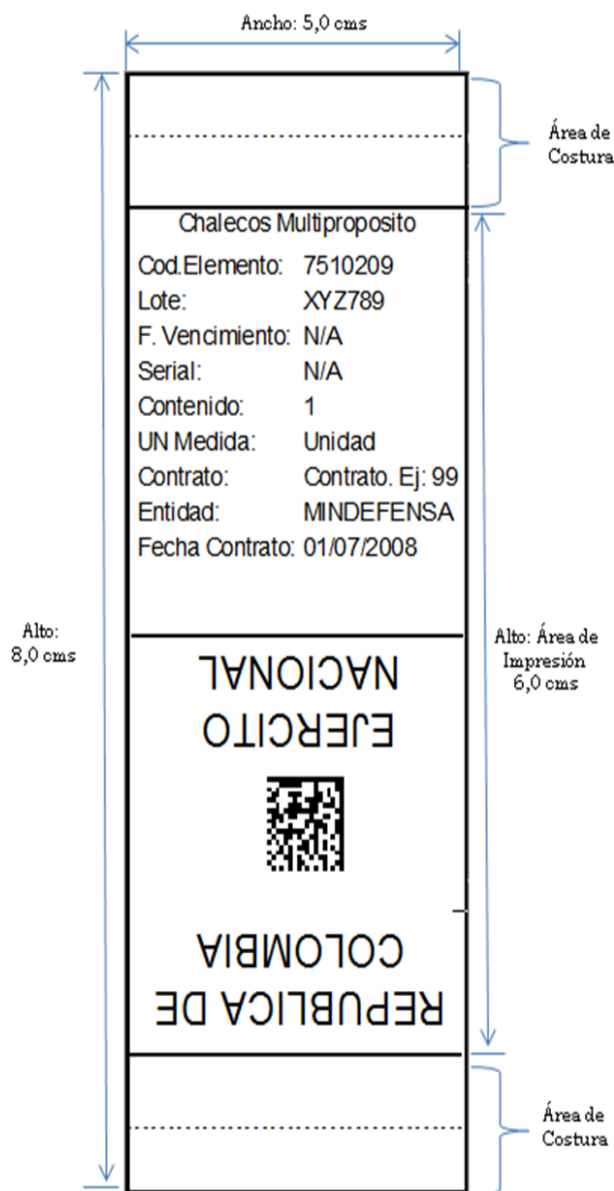 Ancho: 5,0 cms
Área de
Costura
Chalecos Multiproposito
Cod.Elemento: 7510209
Lote: XYZ789
F. Vencimiento: N/A
Serial: N/A
Contenido: 1
UN Medida: Unidad
Contrato: Contrato. Ej: 99
Entidad: MINDEFENSA
Fecha Contrato: 01/07/2008
Alto:
8,0 cms
Alto: Área de
Impresión
6,0 cms
REPUBLICA DE
COLOMBIA
EJERCITO
NACIONAL
Área de
Costura